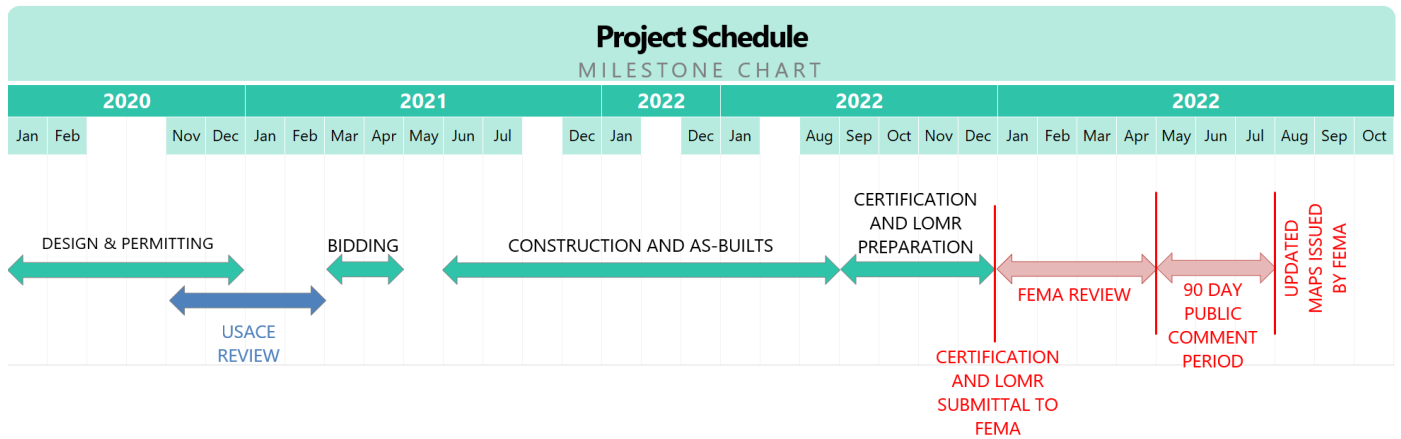 Project Schedule
MILESTONE CHART
2020 2021 2022 2022 2022
Jan Feb Nov Dec Jan Feb Mar Apr May Jun Jul Dec Jan Dec Jan Aug Sep Oct Nov Dec Jan Feb Mar Apr May Jun Jul Aug Sep Oct
DESIGN & PERMITTING
USACE
REVIEW
BIDDING
CONSTRUCTION AND AS-BUILTS
CERTIFICATION
AND LOMR
PREPARATION
CERTIFICATION
AND LOMR
SUBMITTAL TO
FEMA
FEMA REVIEW
90 DAY
PUBLIC
COMMENT
PERIOD
UPDATED
MAPS ISSUED
BY FEMA